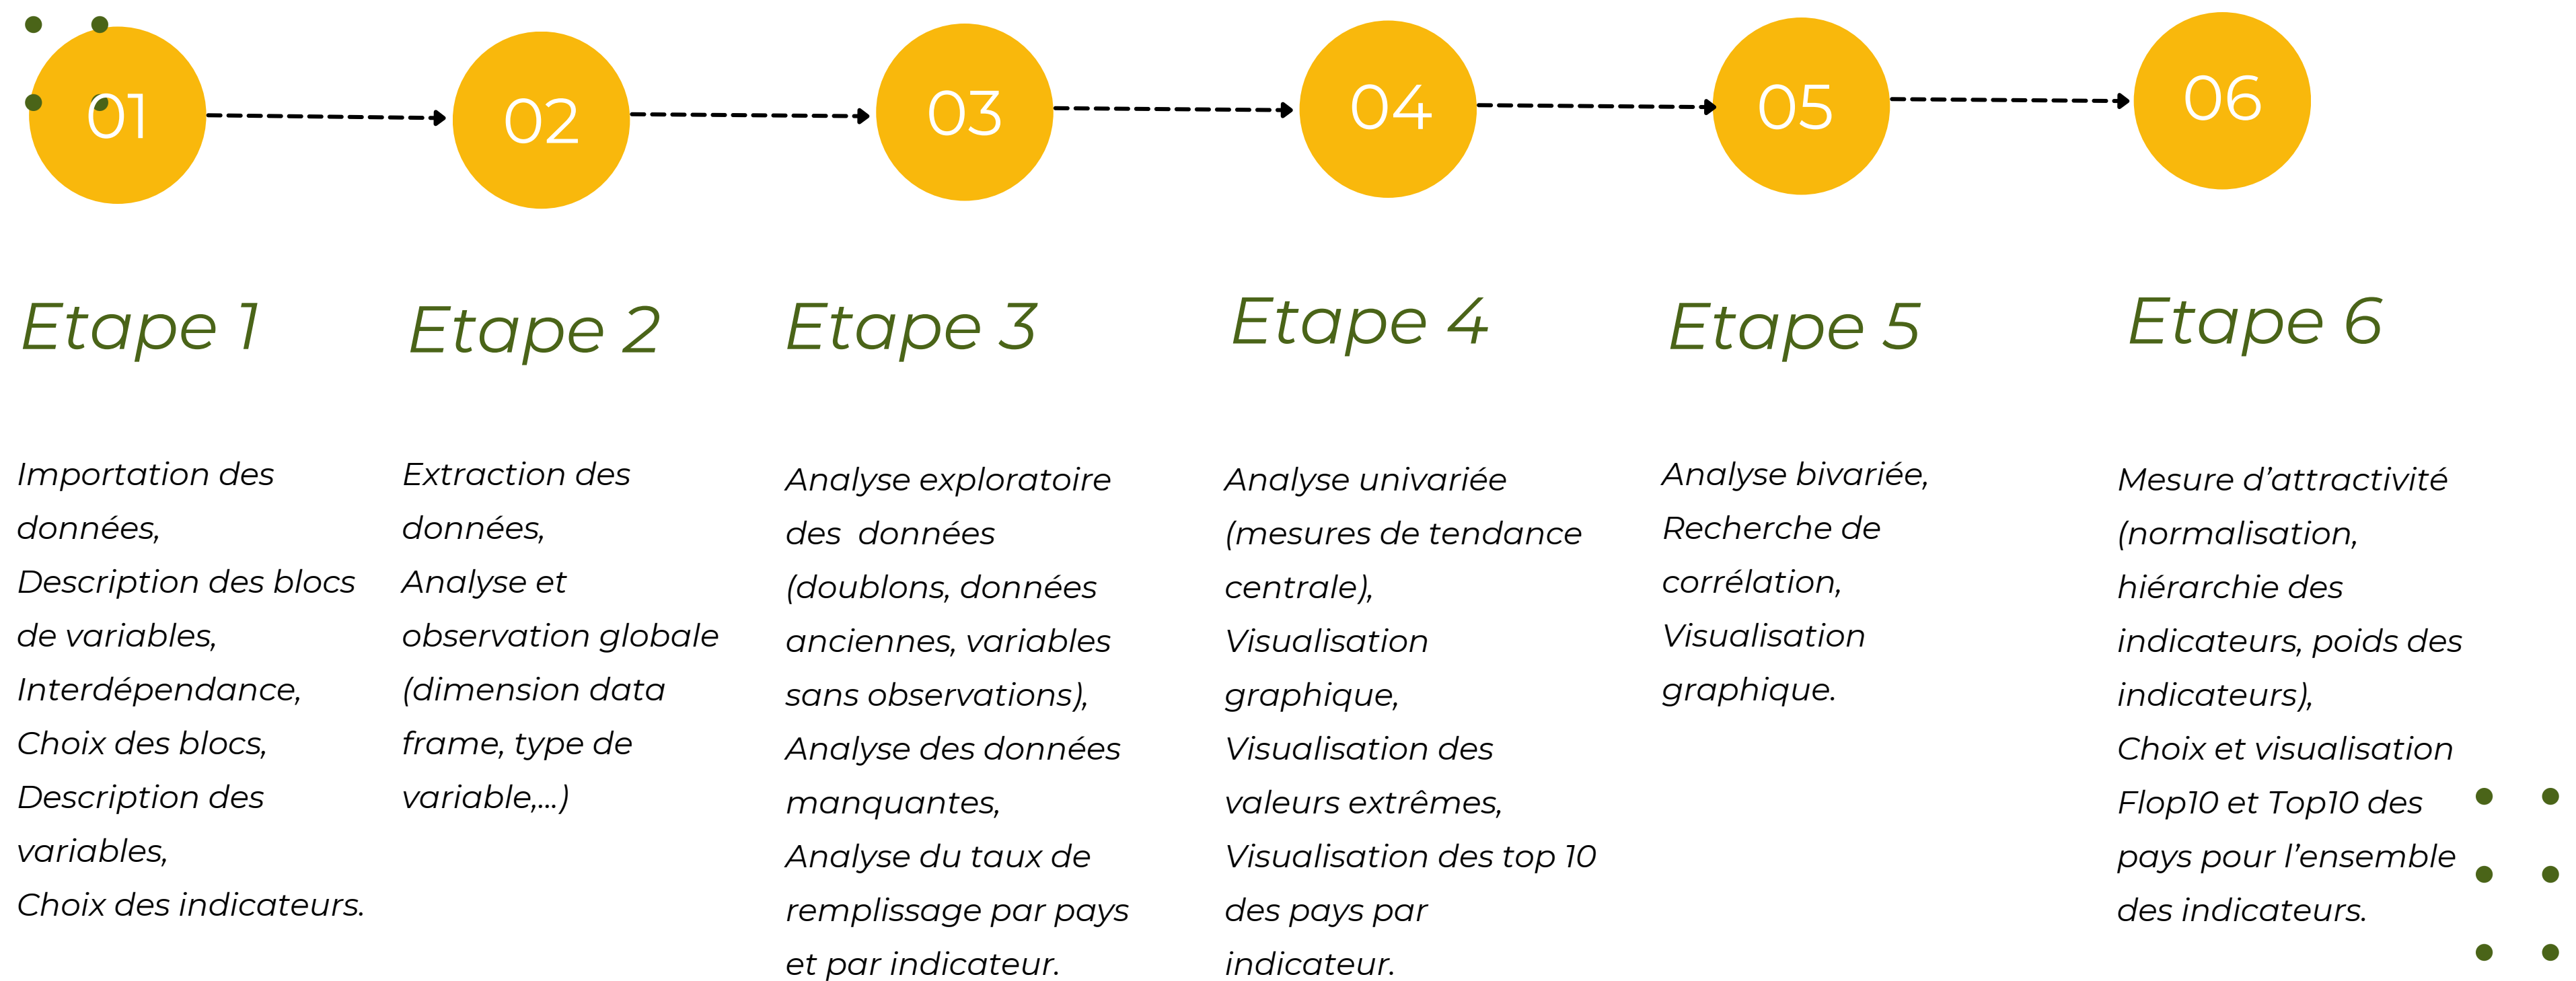 01
02
03
04
05
06
Etape 1
Etape 2
Etape 3
Etape 4
Etape 5
Etape 6
Importation des
données,
Description des blocs
de variables,
Interdépendance,
Choix des blocs,
Description des
variables,
Choix des indicateurs.
Extraction des
données,
Analyse et
observation globale
(dimension data
frame, type de
variable,...)
Analyse exploratoire
des données
(doublons, données
anciennes, variables
sans observations),
Analyse des données
manquantes,
Analyse du taux de
remplissage par pays
et par indicateur.
Analyse univariée
(mesures de tendance
centrale),
Visualisation
graphique,
Visualisation des
valeurs extrêmes,
Visualisation des top 10
des pays par
indicateur.
Analyse bivariée,
Recherche de
corrélation,
Visualisation
graphique.
Mesure d’attractivité
(normalisation,
hiérarchie des
indicateurs, poids des
indicateurs),
Choix et visualisation
Flop10 et Top10 des
pays pour l’ensemble
des indicateurs.